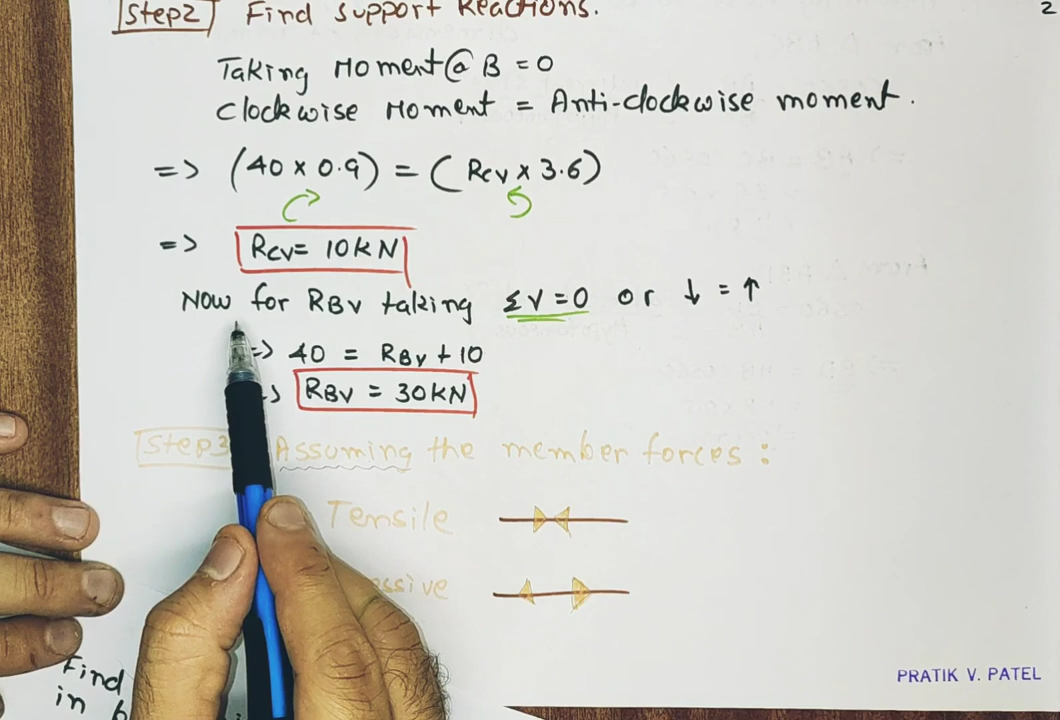 2
Step2 Find Support Reactions.
Taking Moment @ B = 0
Clockwise Moment = Anti-clockwise moment.
=> (40 × 0.9) = (RCV × 3.6)
=> RCV = 10kN
Now for RBV taking ΣV = 0 or ↓ = ↑
=> 40 = RBV + 10
=> RBV = 30kN
Step3 Assuming the member forces :
Tensile
ssive
Find
in
PRATIK V. PATEL